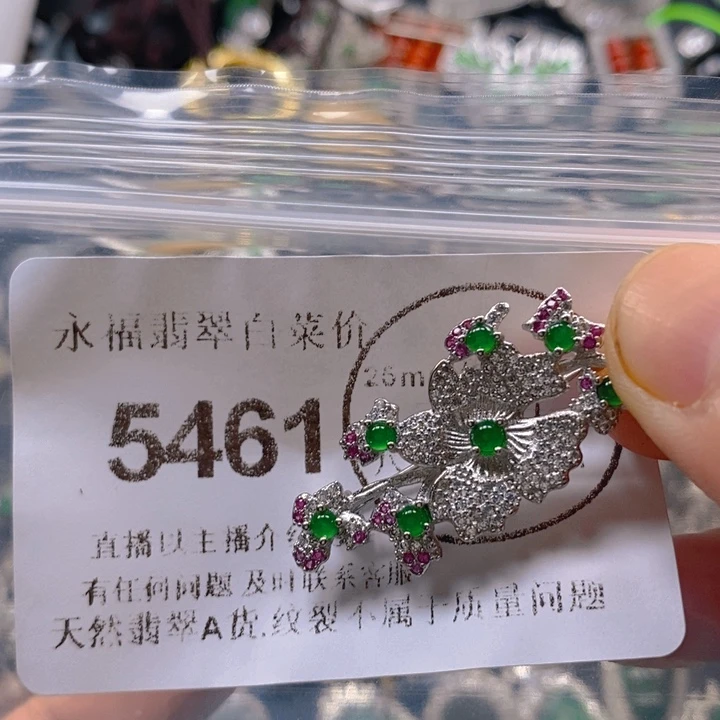 永福翡翠白菜价
26m
5461
直播以主播介绍
有任何问题 及时联系客服
天然翡翠A货,纹裂不属于质量问题